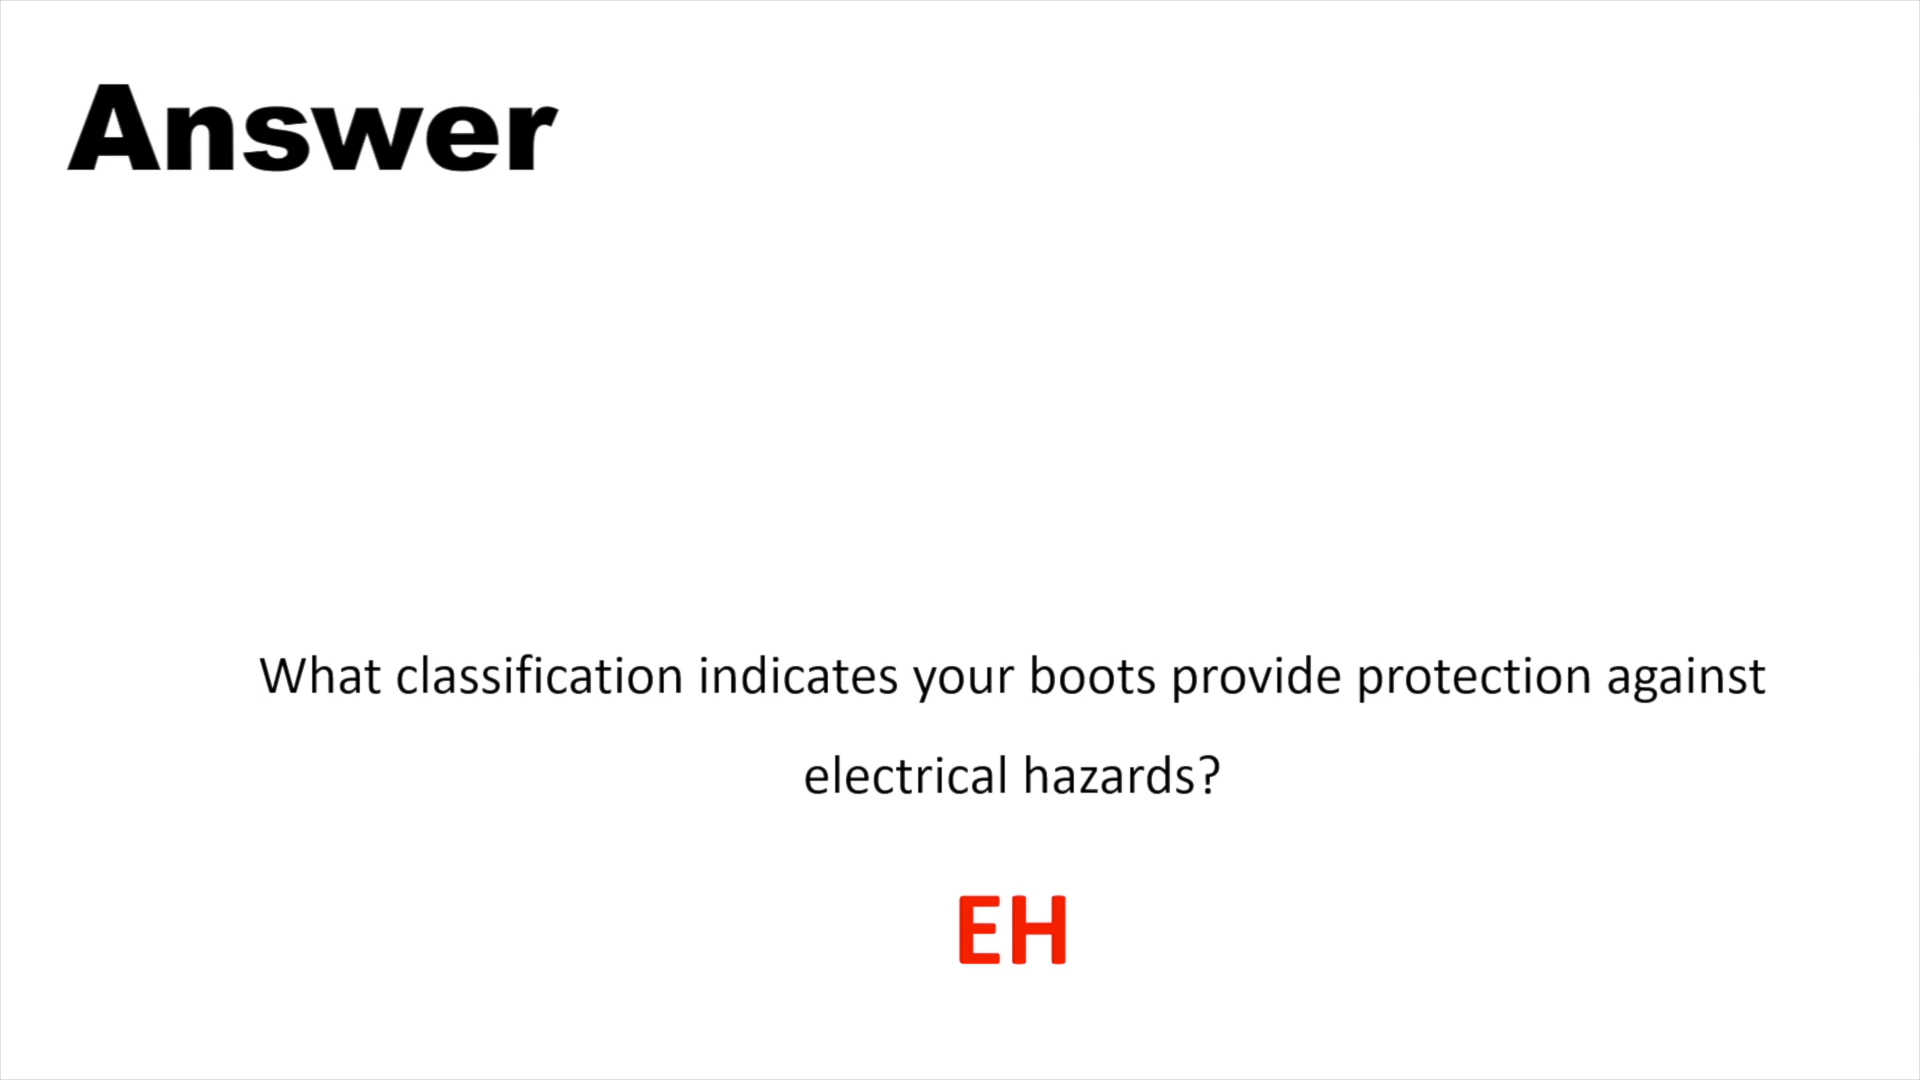 Answer
What classification indicates your boots provide protection against
electrical hazards?
EH